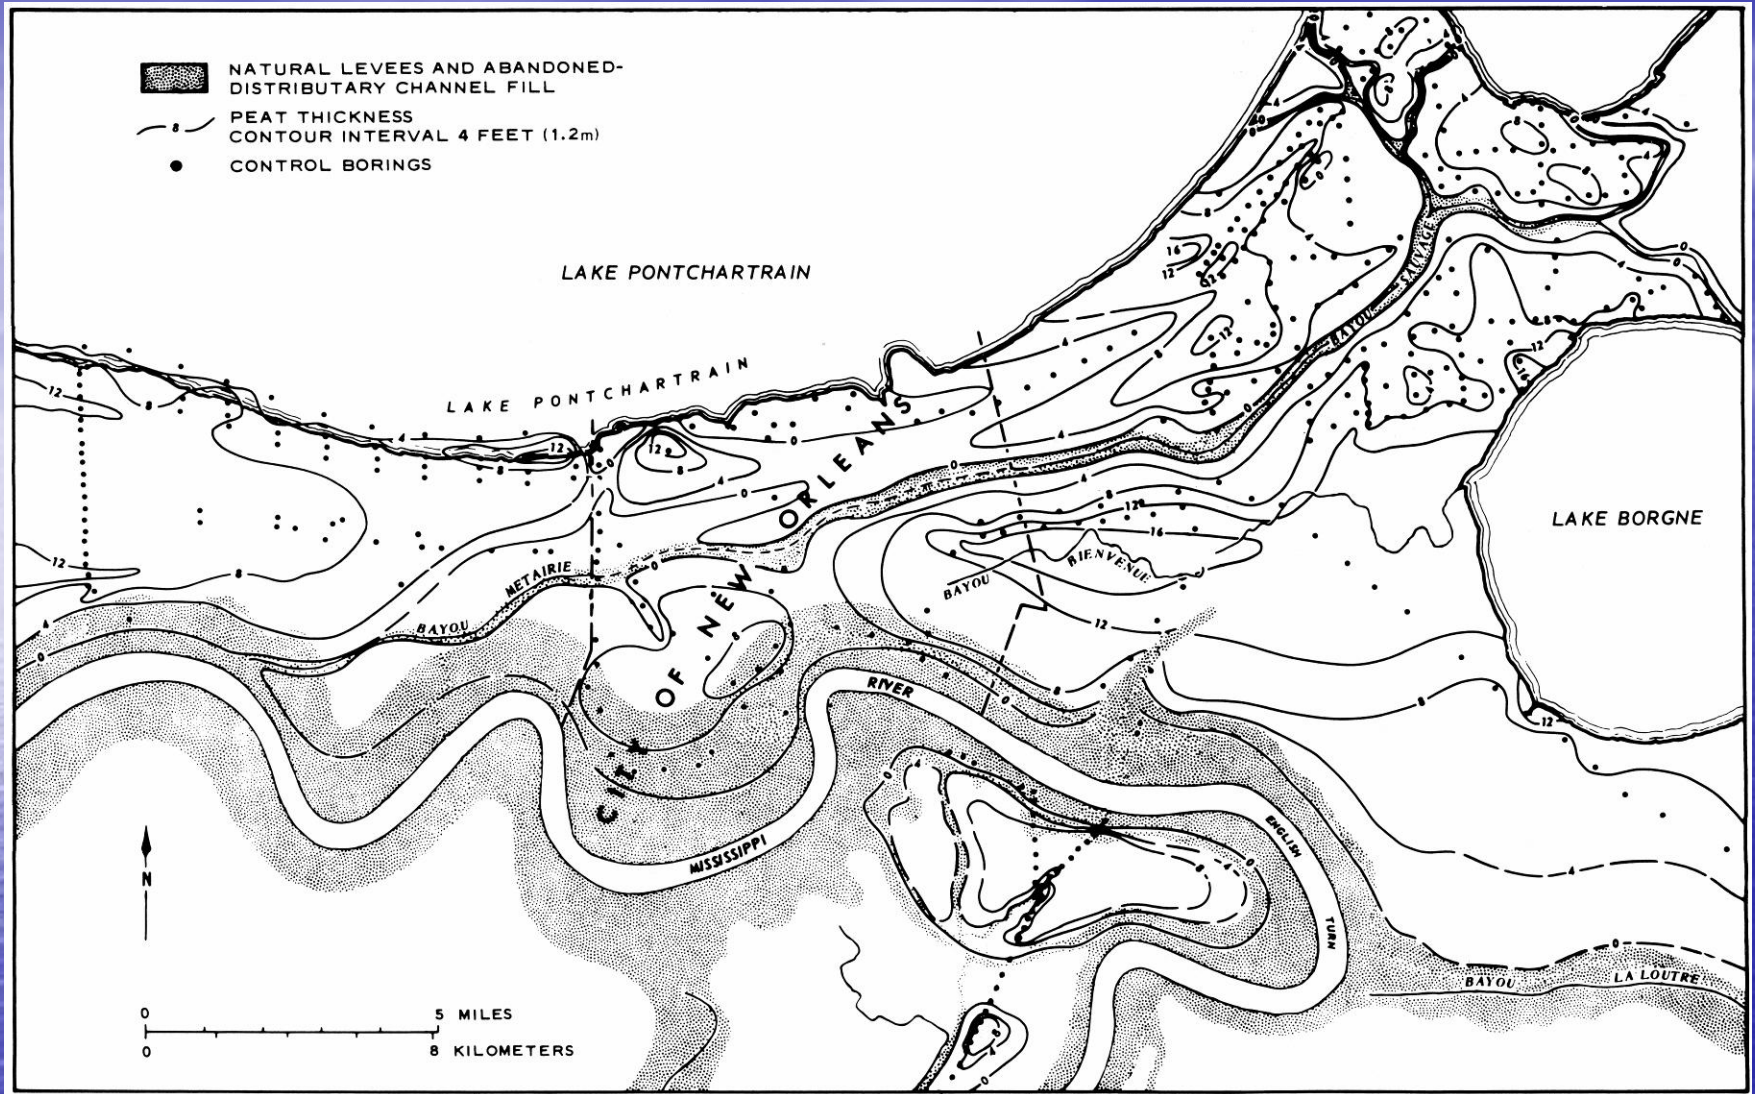 NATURAL LEVEES AND ABANDONED-
DISTRIBUTARY CHANNEL FILL
8
PEAT THICKNESS
CONTOUR INTERVAL 4 FEET (1.2m)
CONTROL BORINGS
LAKE PONTCHARTRAIN
LAKE PONTCHARTRAIN
BAYOU SAUVAGE
CITY OF NEW ORLEANS
LAKE BORGNE
BAYOU METAIRIE
BAYOU BIENVENUE
MISSISSIPPI RIVER
ENGLISH TURN
BAYOU LA LOUTRE
N
0 5 MILES
0 8 KILOMETERS